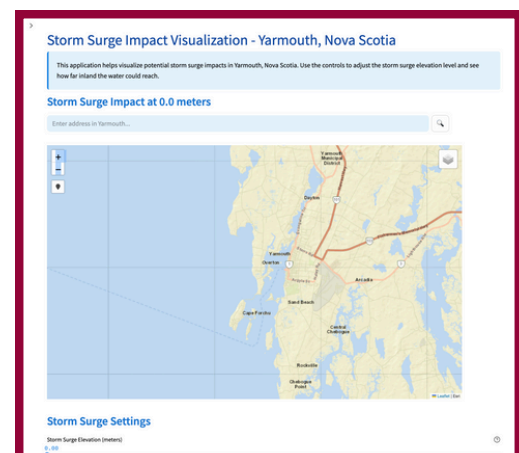 Storm Surge Impact Visualization - Yarmouth, Nova Scotia
This application helps visualize potential storm surge impacts in Yarmouth, Nova Scotia. Use the controls to adjust the storm surge elevation level and see
how far inland the water could reach.
Storm Surge Impact at 0.0 meters
Enter address in Yarmouth...
+
−
Yarmouth
Municipal
District
Dayton
Yarmouth
Overton
Arcadia
Sand Beach
Cape Forchu
Central
Chebogue
Rockville
Chebogue
Point
Leaflet | Esri
Storm Surge Settings
Storm Surge Elevation (meters)
0.00